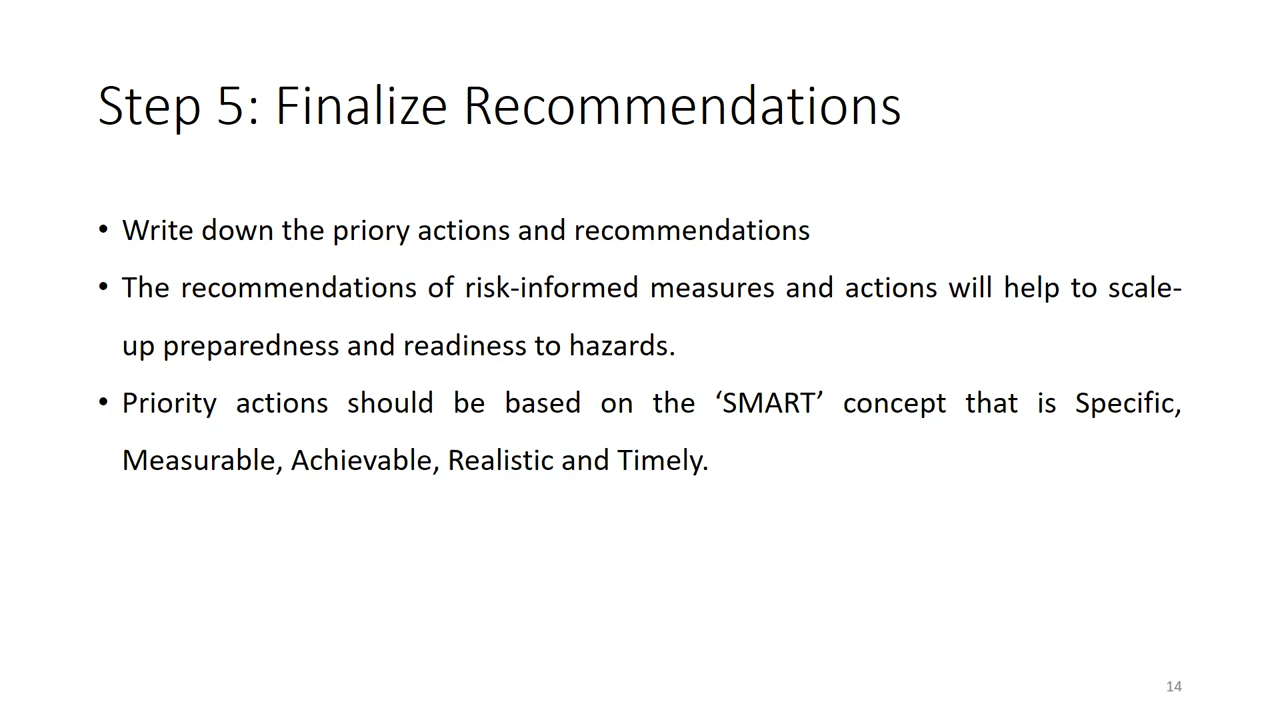 Step 5: Finalize Recommendations
• Write down the priory actions and recommendations
• The recommendations of risk-informed measures and actions will help to scale-
up preparedness and readiness to hazards.
• Priority actions should be based on the ‘SMART’ concept that is Specific,
Measurable, Achievable, Realistic and Timely.
14